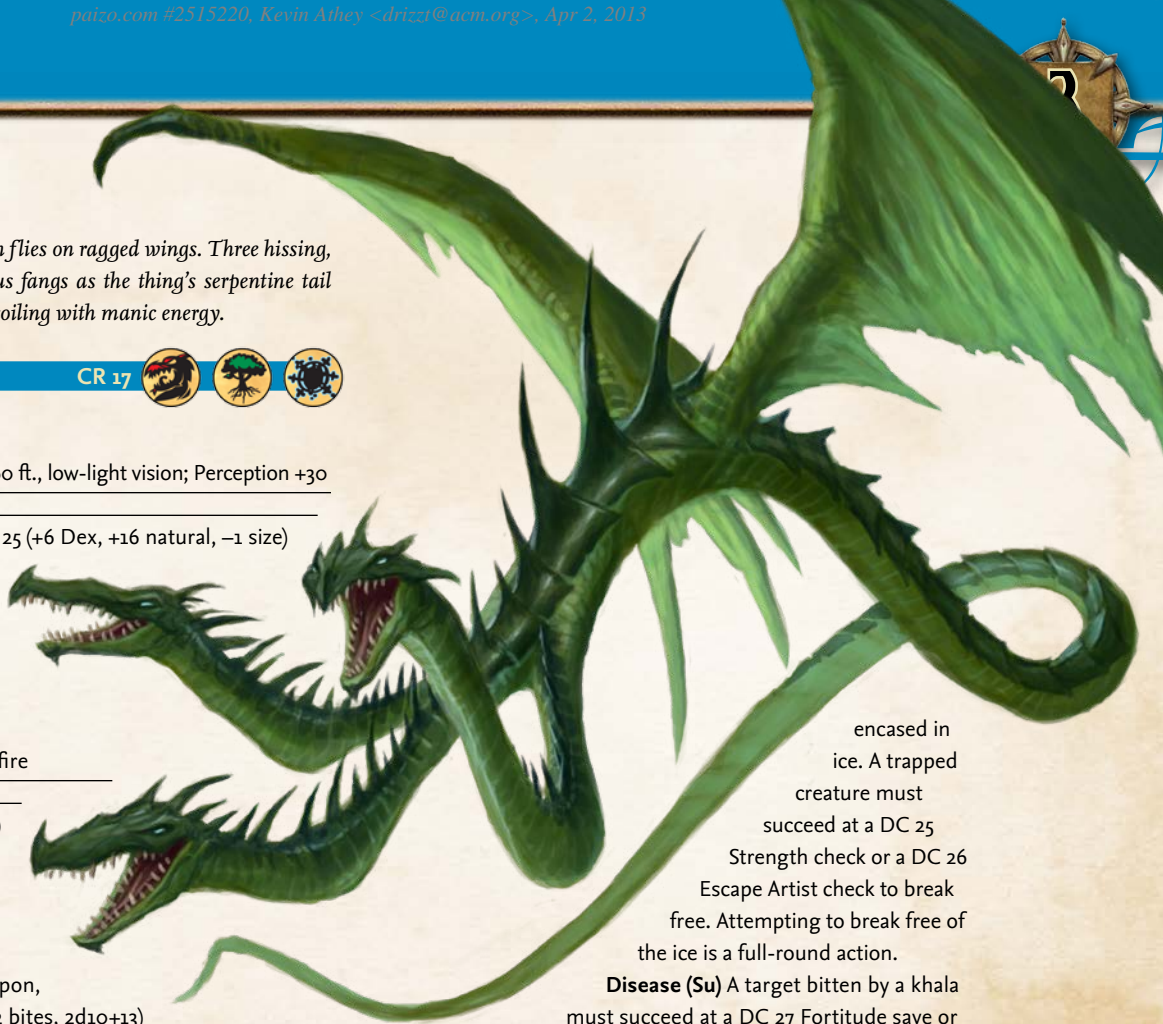 paizo.com #2515220, Kevin Athey <drizzt@acm.org>, Apr 2, 2013
flies on ragged wings. Three hissing,
fangs as the thing's serpentine tail
with manic energy.
CR 17
ft., low-light vision; Perception +30
25 (+6 Dex, +16 natural, –1 size)
fire
bites, 2d10+13)
encased in
ice. A trapped
creature must
succeed at a DC 25
Strength check or a DC 26
Escape Artist check to break
free. Attempting to break free of
the ice is a full-round action.
Disease (Su) A target bitten by a khala
must succeed at a DC 27 Fortitude save or